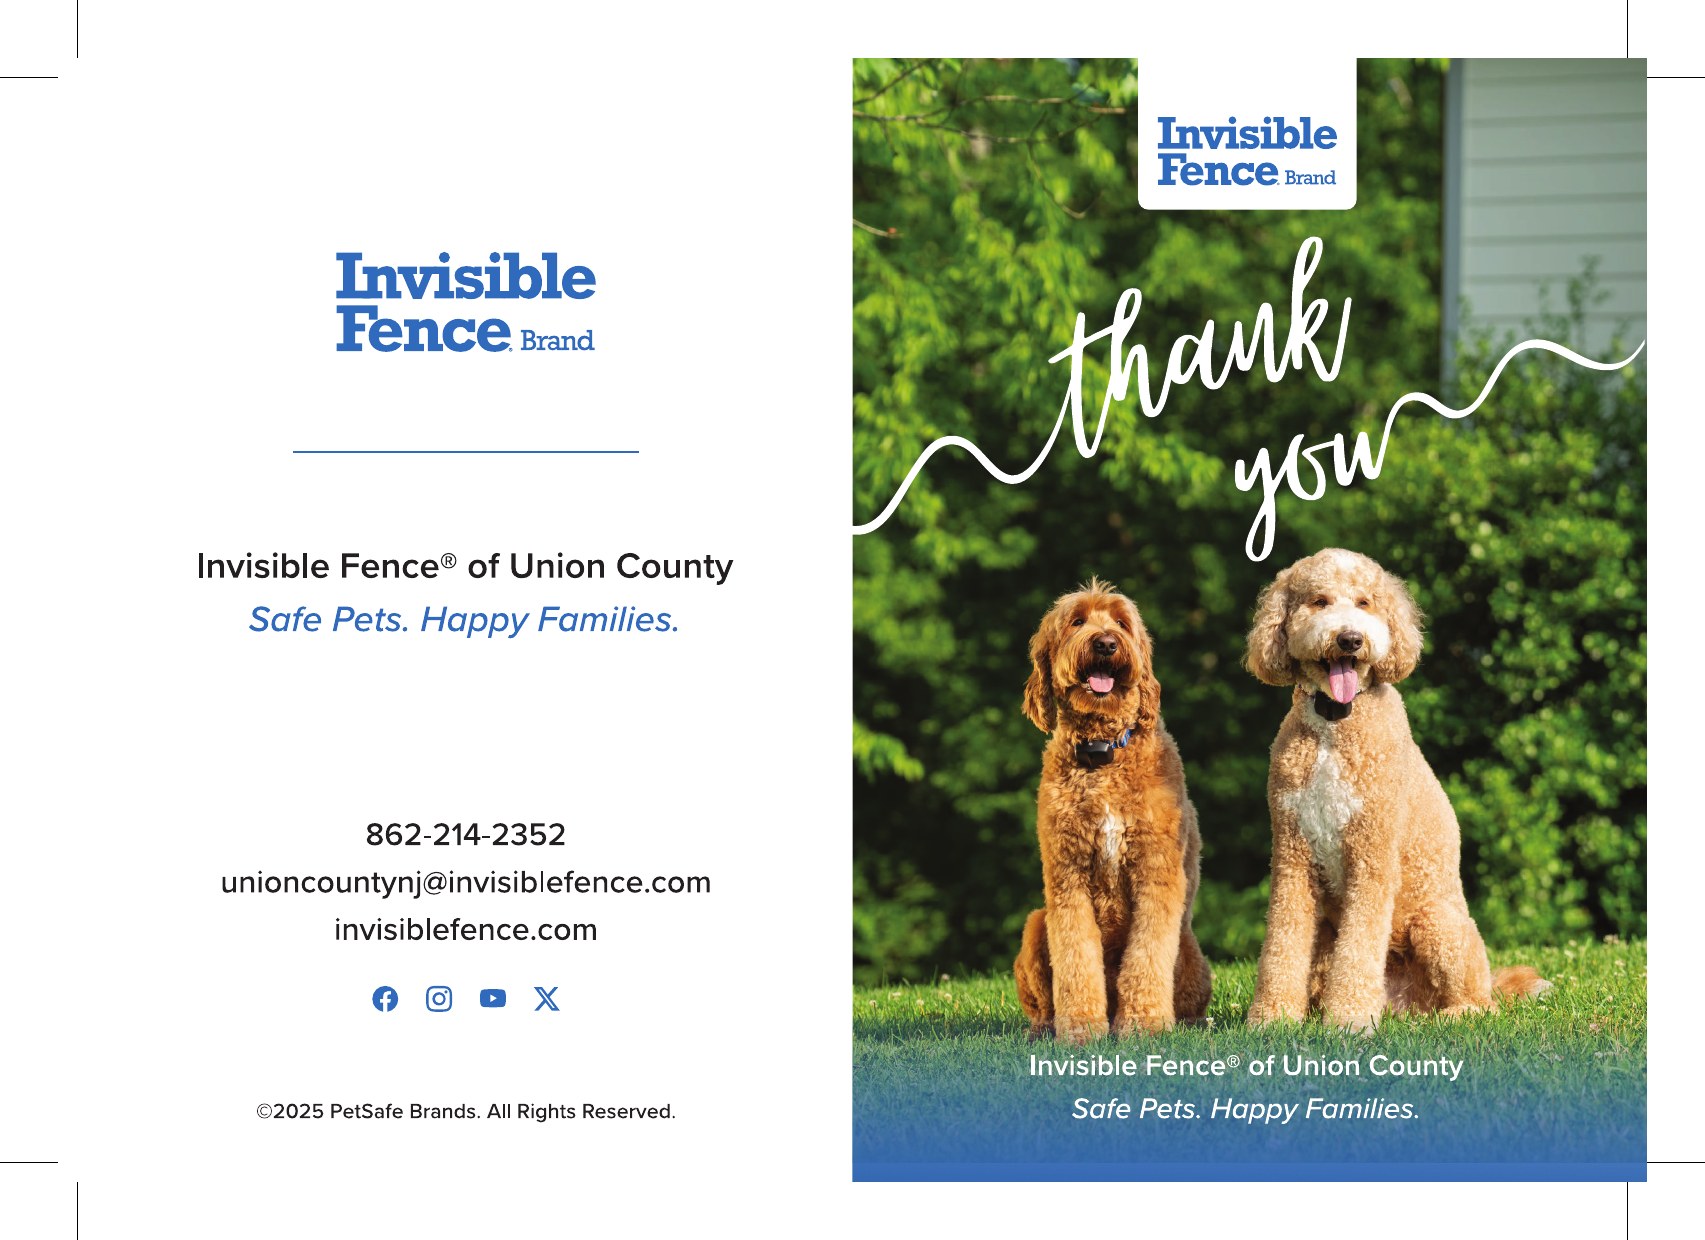 Invisible
Fence® Brand
Invisible Fence® of Union County
Safe Pets. Happy Families.
862-214-2352
unioncountynj@invisiblefence.com
invisiblefence.com
©2025 PetSafe Brands. All Rights Reserved.
Invisible
Fence® Brand
thank
you
Invisible Fence® of Union County
Safe Pets. Happy Families.